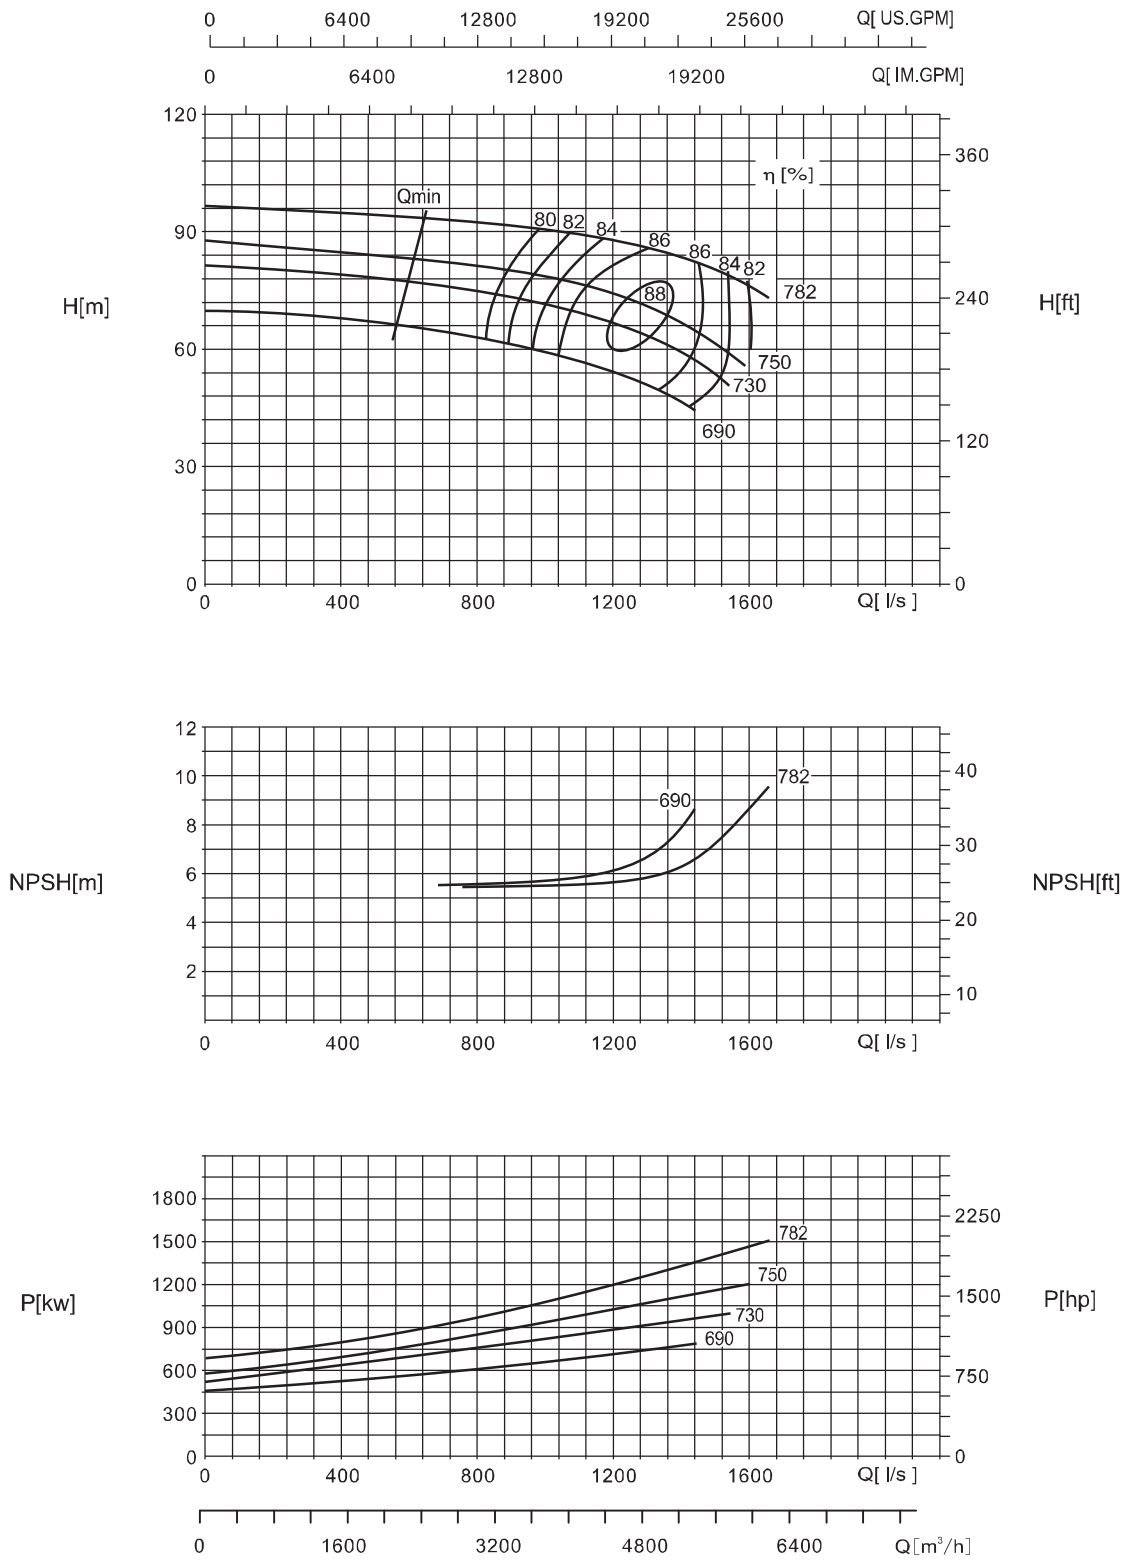 0 6400 12800 19200 25600 Q[ US.GPM]
0 6400 12800 19200 Q[ IM.GPM]
120
360
η [%]
Qmin
90
80 82 84 86 86 84 82
88
782
240
H[m]
H[ft]
60
750
730
690
120
30
0
0
0 400 800 1200 1600 Q[ l/s ]
12
10
8
6
4
2
782
690
40
30
20
10
NPSH[m]
NPSH[ft]
0 400 800 1200 1600 Q[ l/s ]
1800
1500
1200
900
600
300
0
782
750
730
690
2250
1500
750
0
P[kw]
P[hp]
0 400 800 1200 1600 Q[ l/s ]
0 1600 3200 4800 6400 Q[m³/h]